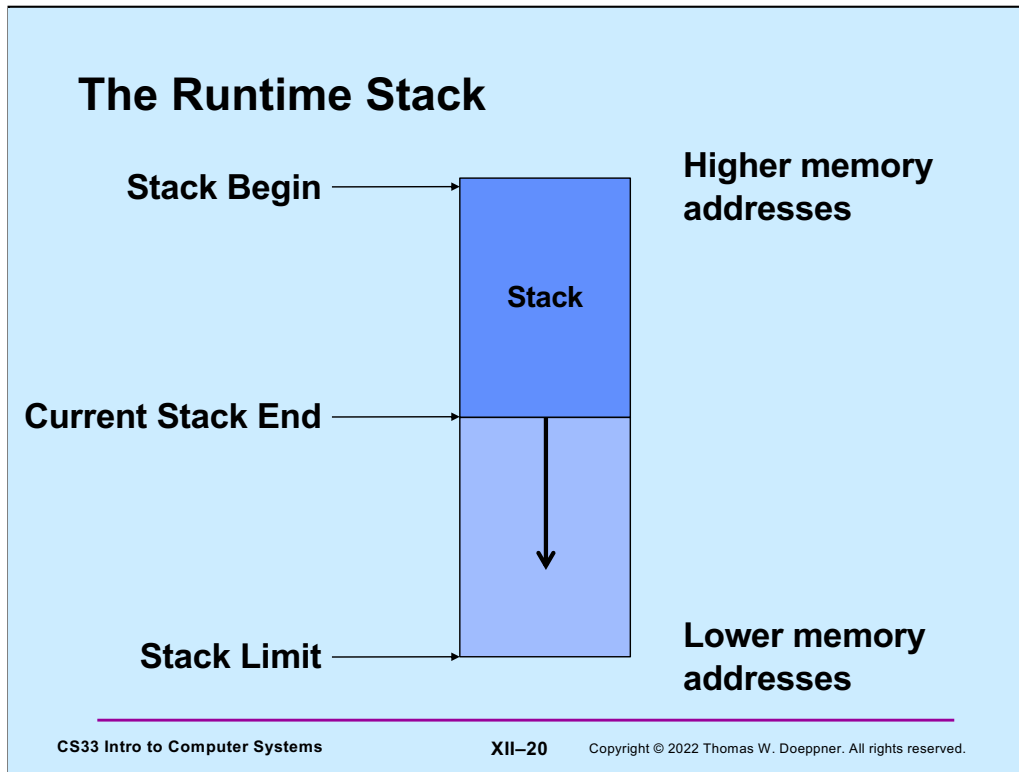 The Runtime Stack
Stack Begin
Higher memory
addresses
Stack
Current Stack End
Stack Limit
Lower memory
addresses
CS33 Intro to Computer Systems
XII–20
Copyright © 2022 Thomas W. Doeppner. All rights reserved.